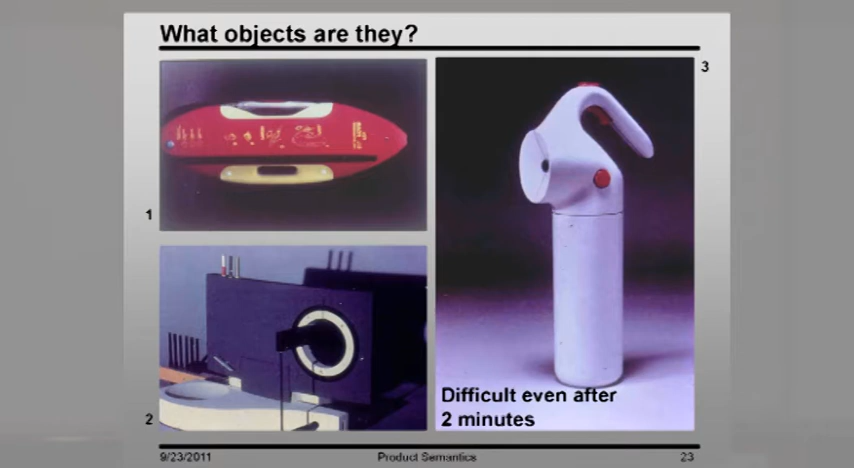 What objects are they?
3
1
2
Difficult even after
2 minutes
9/23/2011
Product Semantics
23